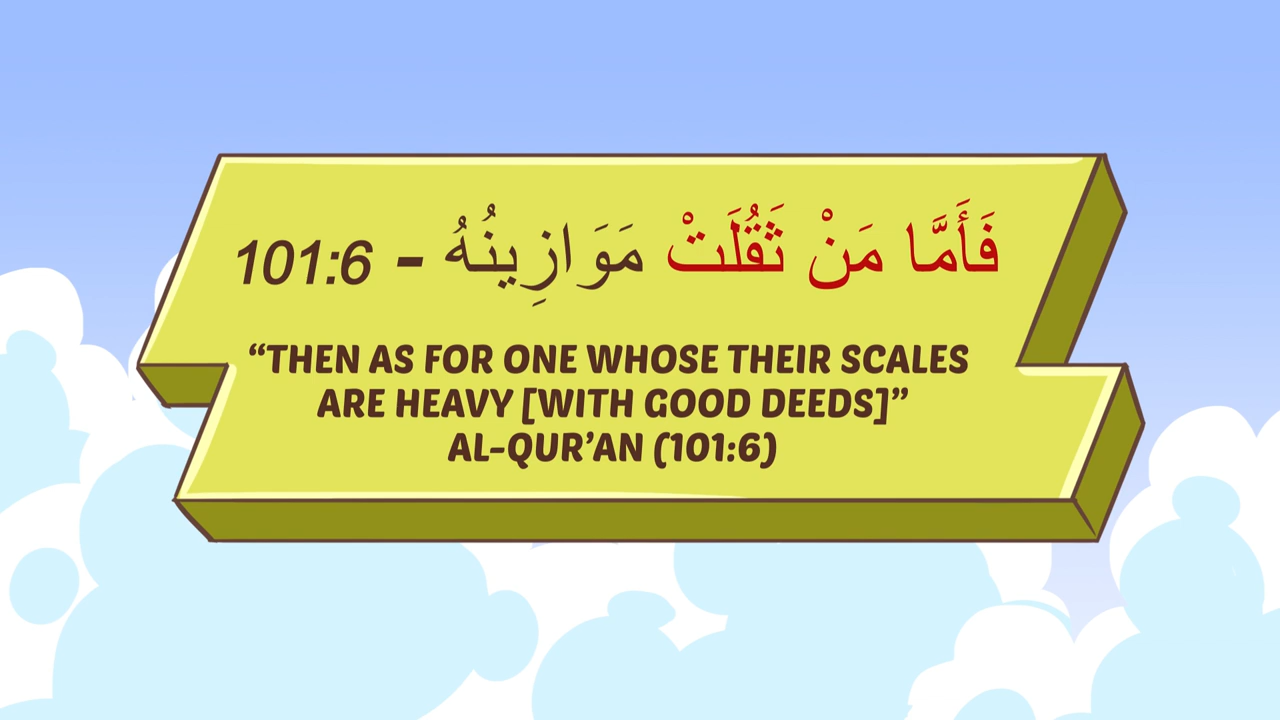 فَأَمَّا مَنْ ثَقُلَتْ مَوَازِينُهُ - 101:6
“THEN AS FOR ONE WHOSE THEIR SCALES
ARE HEAVY [WITH GOOD DEEDS]”
AL-QUR’AN (101:6)